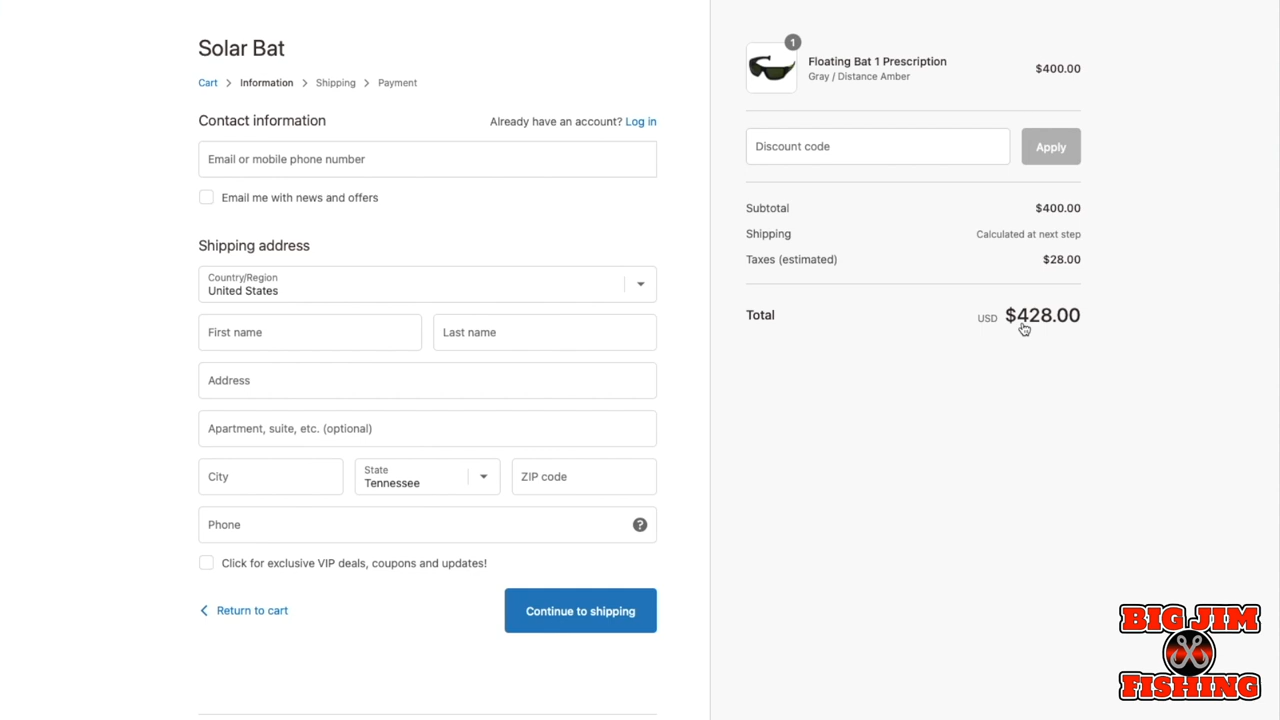 Solar Bat
Cart > Information > Shipping > Payment
Contact information
Already have an account? Log in
Email or mobile phone number
Email me with news and offers
Shipping address
Country/Region
United States
First name
Last name
Address
Apartment, suite, etc. (optional)
City
State
Tennessee
ZIP code
Phone
?
Click for exclusive VIP deals, coupons and updates!
< Return to cart
Continue to shipping
1
Floating Bat 1 Prescription
Gray / Distance Amber
$400.00
Discount code
Apply
Subtotal $400.00
Shipping Calculated at next step
Taxes (estimated) $28.00
Total USD $428.00
BIG JIM
FISHING